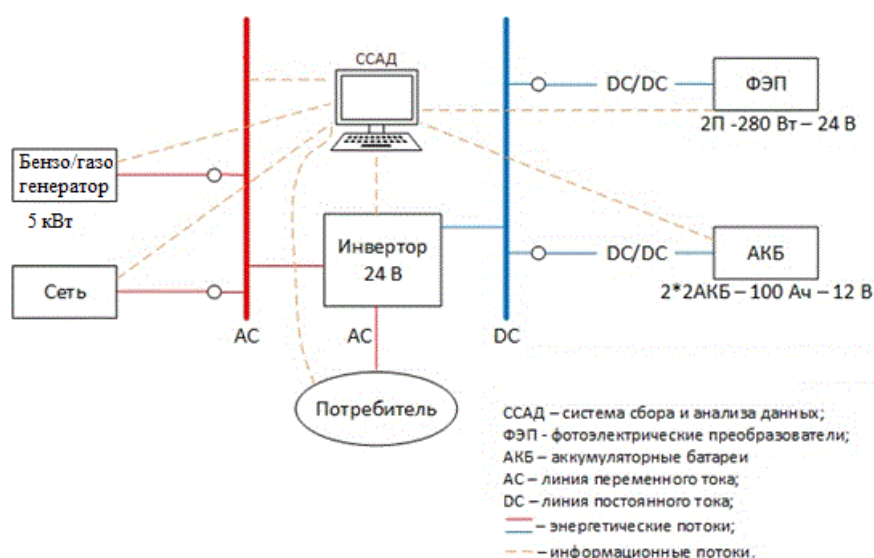 ССАД
DC/DC
ФЭП
2П -280 Вт – 24 В
Бензо/газо
генератор
5 кВт
Инвертор
24 В
DC/DC
АКБ
2*2АКБ – 100 Ач – 12 В
Сеть
AC
AC
DC
Потребитель
ССАД – система сбора и анализа данных;
ФЭП - фотоэлектрические преобразователи;
АКБ – аккумуляторные батареи
AC – линия переменного тока;
DC – линия постоянного тока;
– энергетические потоки;
– информационные потоки.